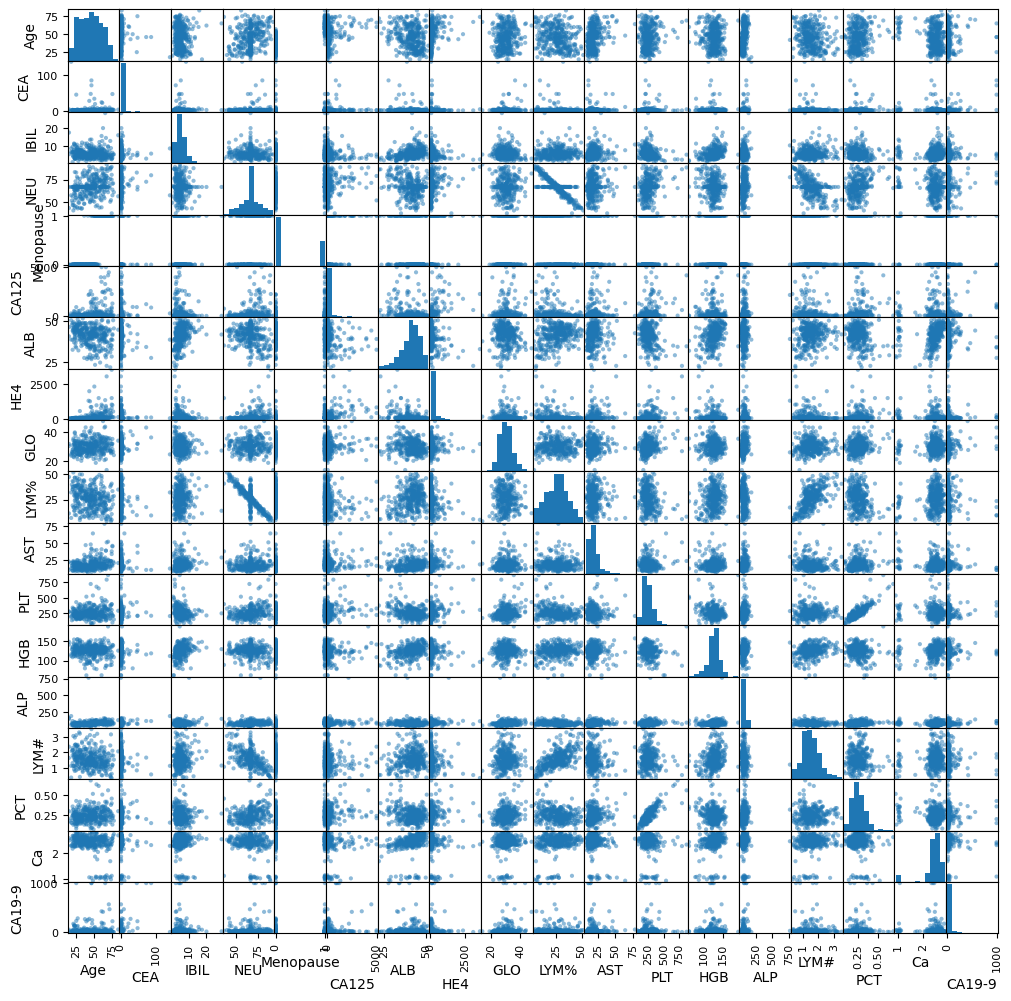 Age
75
50
25
CEA
100
0
IBIL
20
10
NEU
75
50
Menopause
1
0
CA125
5000
0
ALB
50
25
HE4
2500
0
GLO
40
20
LYM%
50
25
AST
75
50
25
PLT
750
500
250
HGB
150
100
ALP
750
500
250
LYM#
3
2
1
PCT
0.50
0.25
Ca
2
1
CA19-9
1000
0
25 50 75 0 100 10 20 50 75 0 1 0 5000 25 50 0 2500 20 40 25 50 25 50 75 250 500 750 100 150 250 500 750 1 2 3 0.25 0.50 1 2 0 1000
Age CEA IBIL NEU Menopause CA125 ALB HE4 GLO LYM% AST PLT HGB ALP LYM# PCT Ca CA19-9